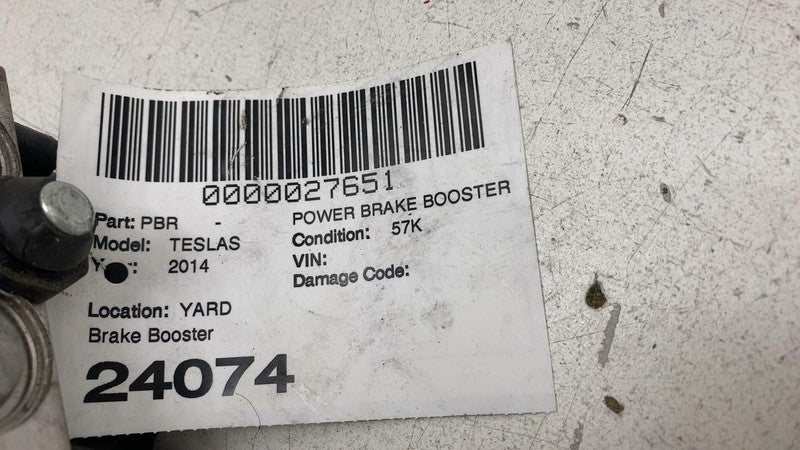 0000027651
Part: PBR - POWER BRAKE BOOSTER
Model: TESLAS Condition: 57K
2014 VIN:
Damage Code:
Location: YARD
Brake Booster
24074